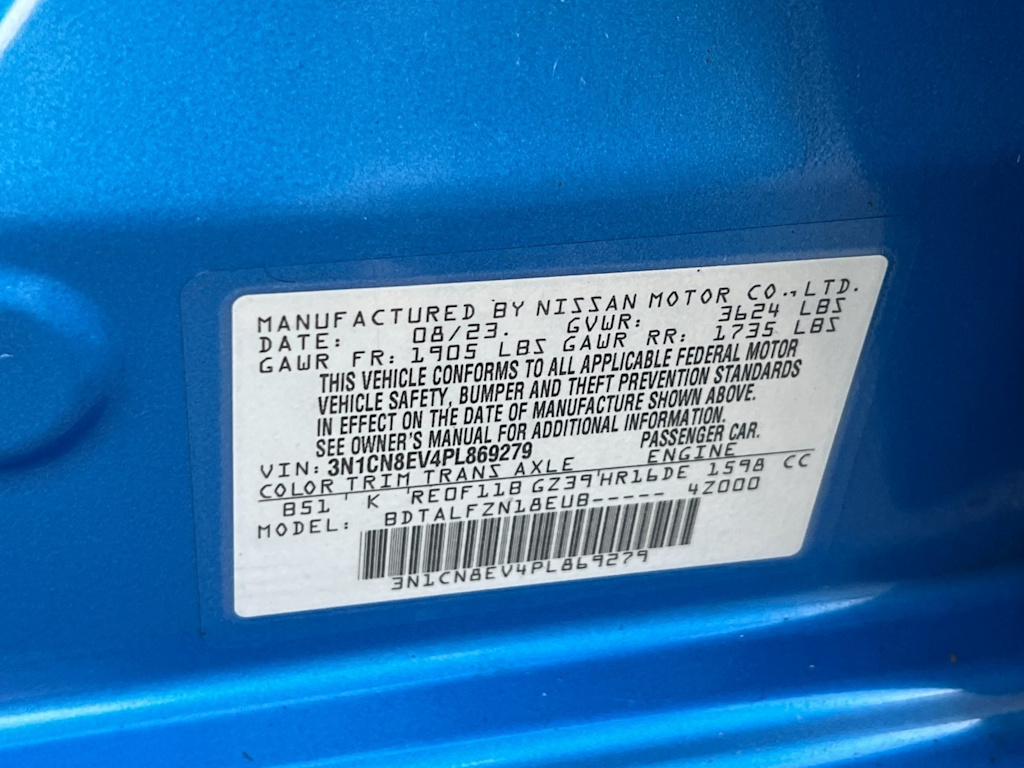 MANUFACTURED BY NISSAN MOTOR CO., LTD.
DATE: 08/23. GVWR: 3624 LBS
GAWR FR: 1905 LBS GAWR RR: 1735 LBS
THIS VEHICLE CONFORMS TO ALL APPLICABLE FEDERAL MOTOR
VEHICLE SAFETY, BUMPER AND THEFT PREVENTION STANDARDS
IN EFFECT ON THE DATE OF MANUFACTURE SHOWN ABOVE.
SEE OWNER'S MANUAL FOR ADDITIONAL INFORMATION.
VIN: 3N1CN8EV4PL869279 PASSENGER CAR.
COLOR TRIM TRANS AXLE ENGINE
B51 ' K 'RE0F11B GZ39'HR16DE 1598 CC
MODEL: BDTALFZN18EUB----- 4Z000
3N1CN8EV4PL869279